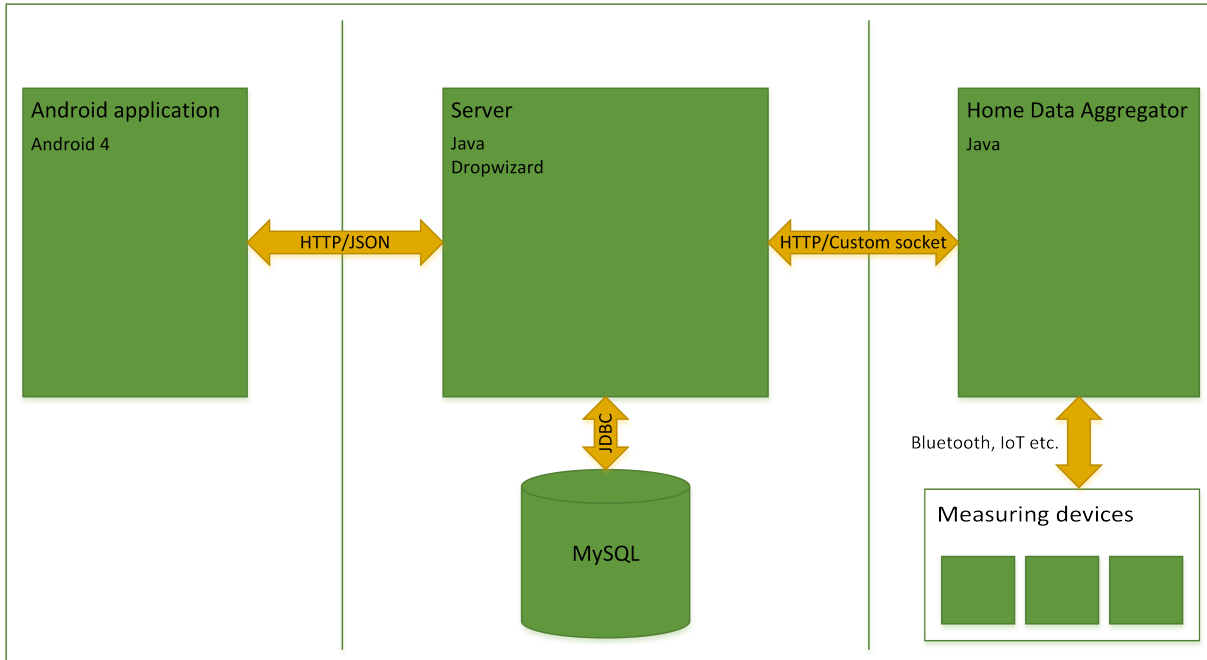 Android application
Android 4
Server
Java
Dropwizard
Home Data Aggregator
Java
HTTP/JSON
HTTP/Custom socket
JDBC
MySQL
Bluetooth, IoT etc.
Measuring devices